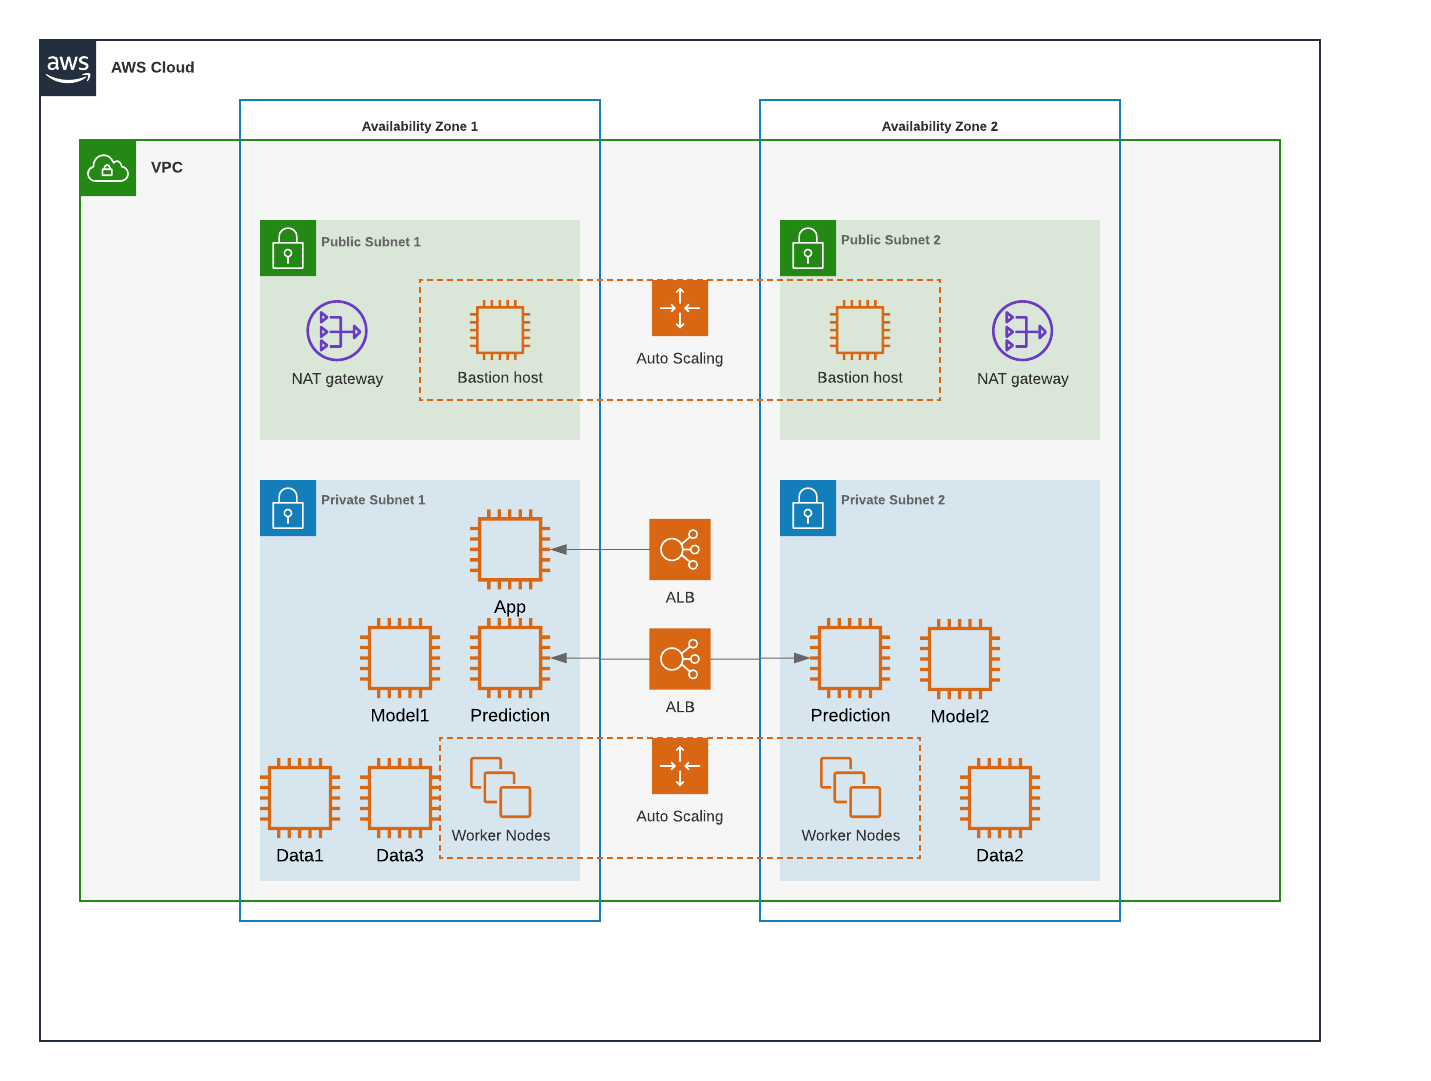 aws
AWS Cloud
Availability Zone 1
Availability Zone 2
VPC
Public Subnet 1
Public Subnet 2
NAT gateway
Bastion host
Auto Scaling
Bastion host
NAT gateway
Private Subnet 1
Private Subnet 2
App
ALB
Model1
Prediction
ALB
Prediction
Model2
Data1
Data3
Worker Nodes
Auto Scaling
Worker Nodes
Data2